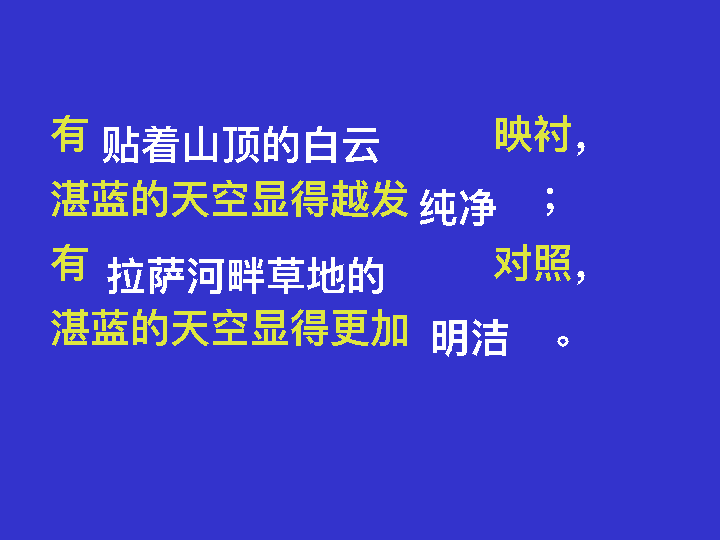 有 贴着山顶的白云 映衬，
湛蓝的天空显得越发 纯净 ；
有 拉萨河畔草地的 对照，
湛蓝的天空显得更加 明洁 。